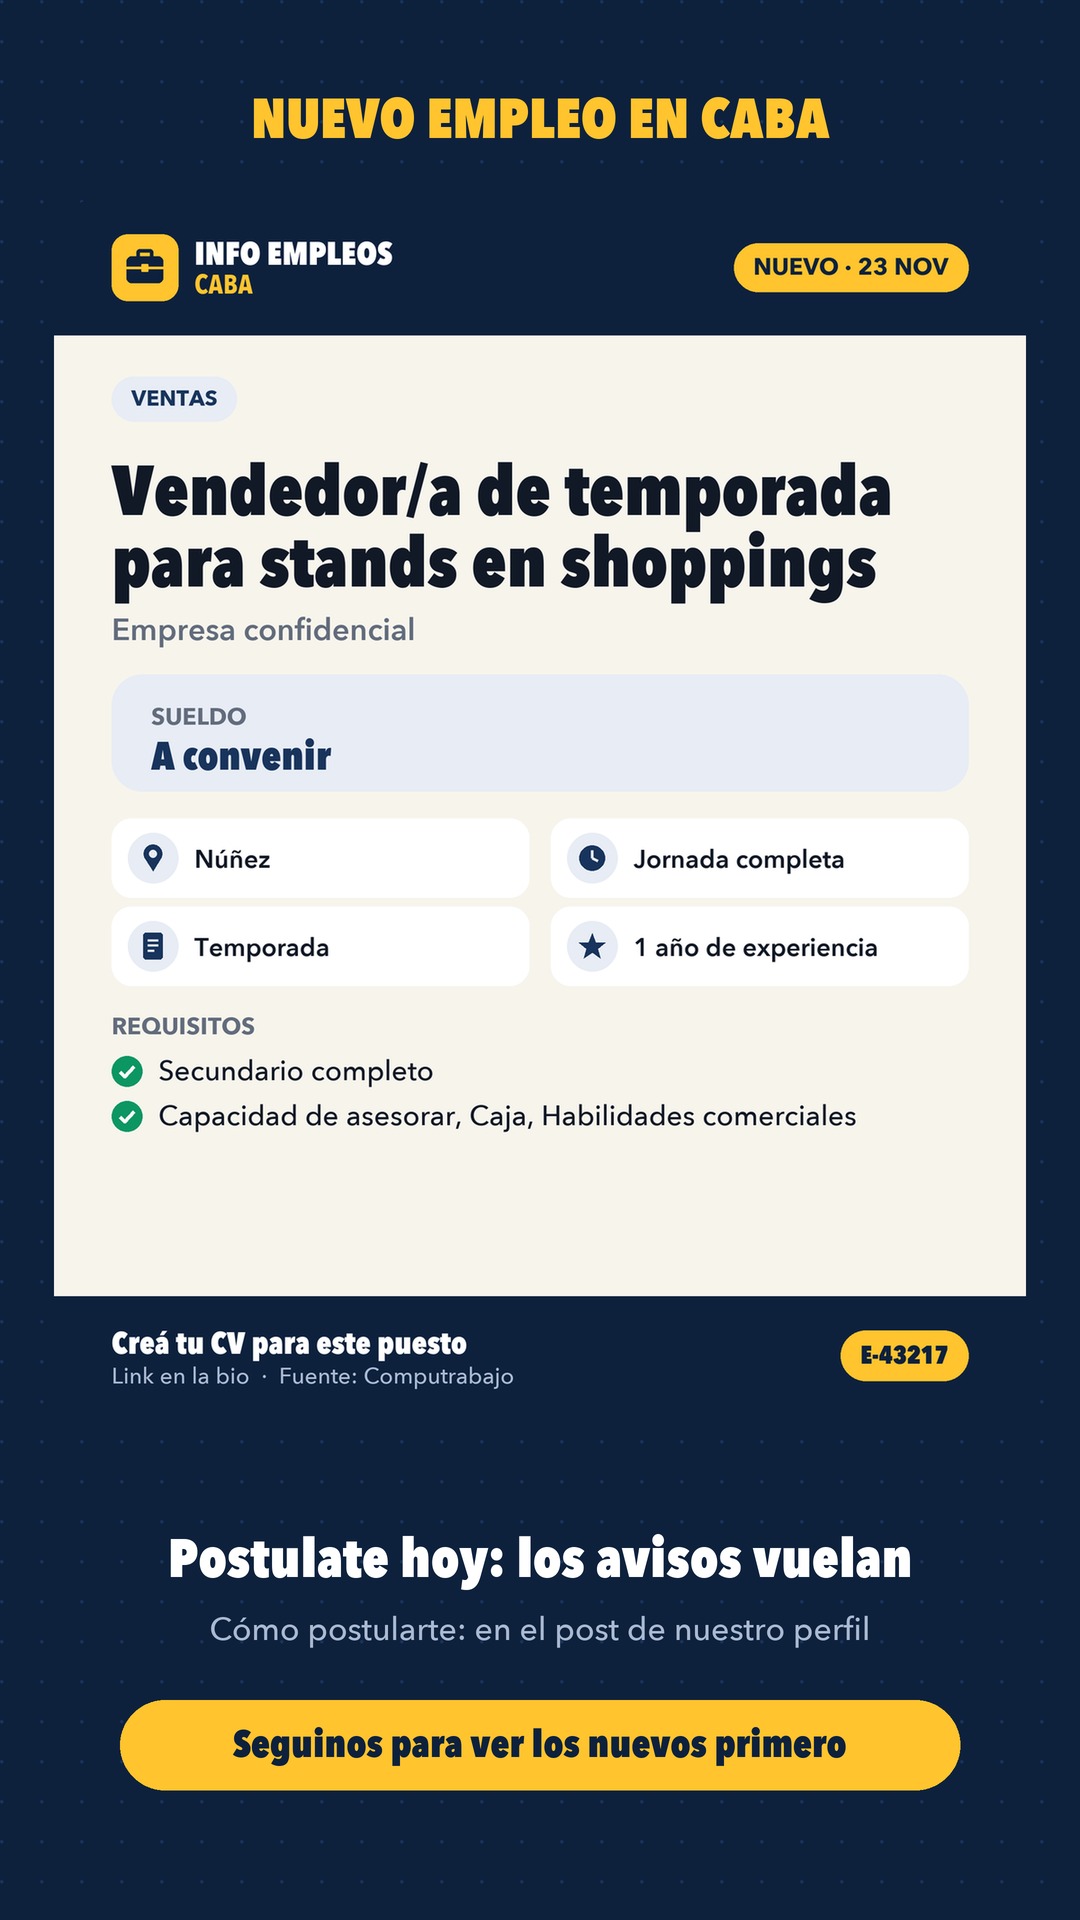 NUEVO EMPLEO EN CABA
INFO EMPLEOS
CABA
NUEVO · 23 NOV
VENTAS
Vendedor/a de temporada
para stands en shoppings
Empresa confidencial
SUELDO
A convenir
Núñez
Jornada completa
Temporada
1 año de experiencia
REQUISITOS
Secundario completo
Capacidad de asesorar, Caja, Habilidades comerciales
Creá tu CV para este puesto
Link en la bio · Fuente: Computrabajo
E-43217
Postulate hoy: los avisos vuelan
Cómo postularte: en el post de nuestro perfil
Seguinos para ver los nuevos primero